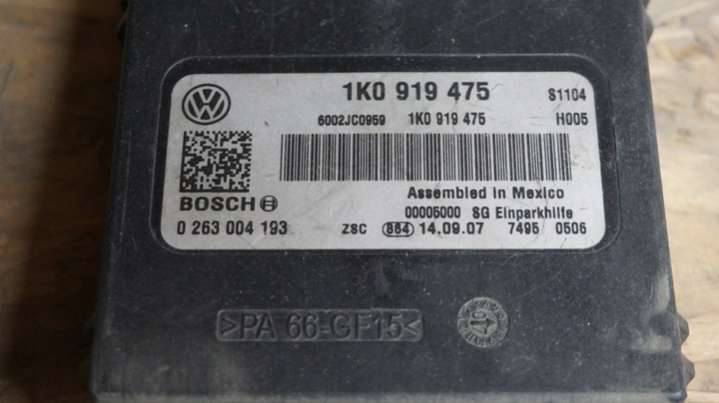 1K0 919 475 S1104
6002JC0959 1K0 919 475 H005
Assembled in Mexico
BOSCH
00005000 SG Einparkhilfe
0 263 004 193 ZSC 864 14.09.07 7495 0506
>PA 66-GF15<